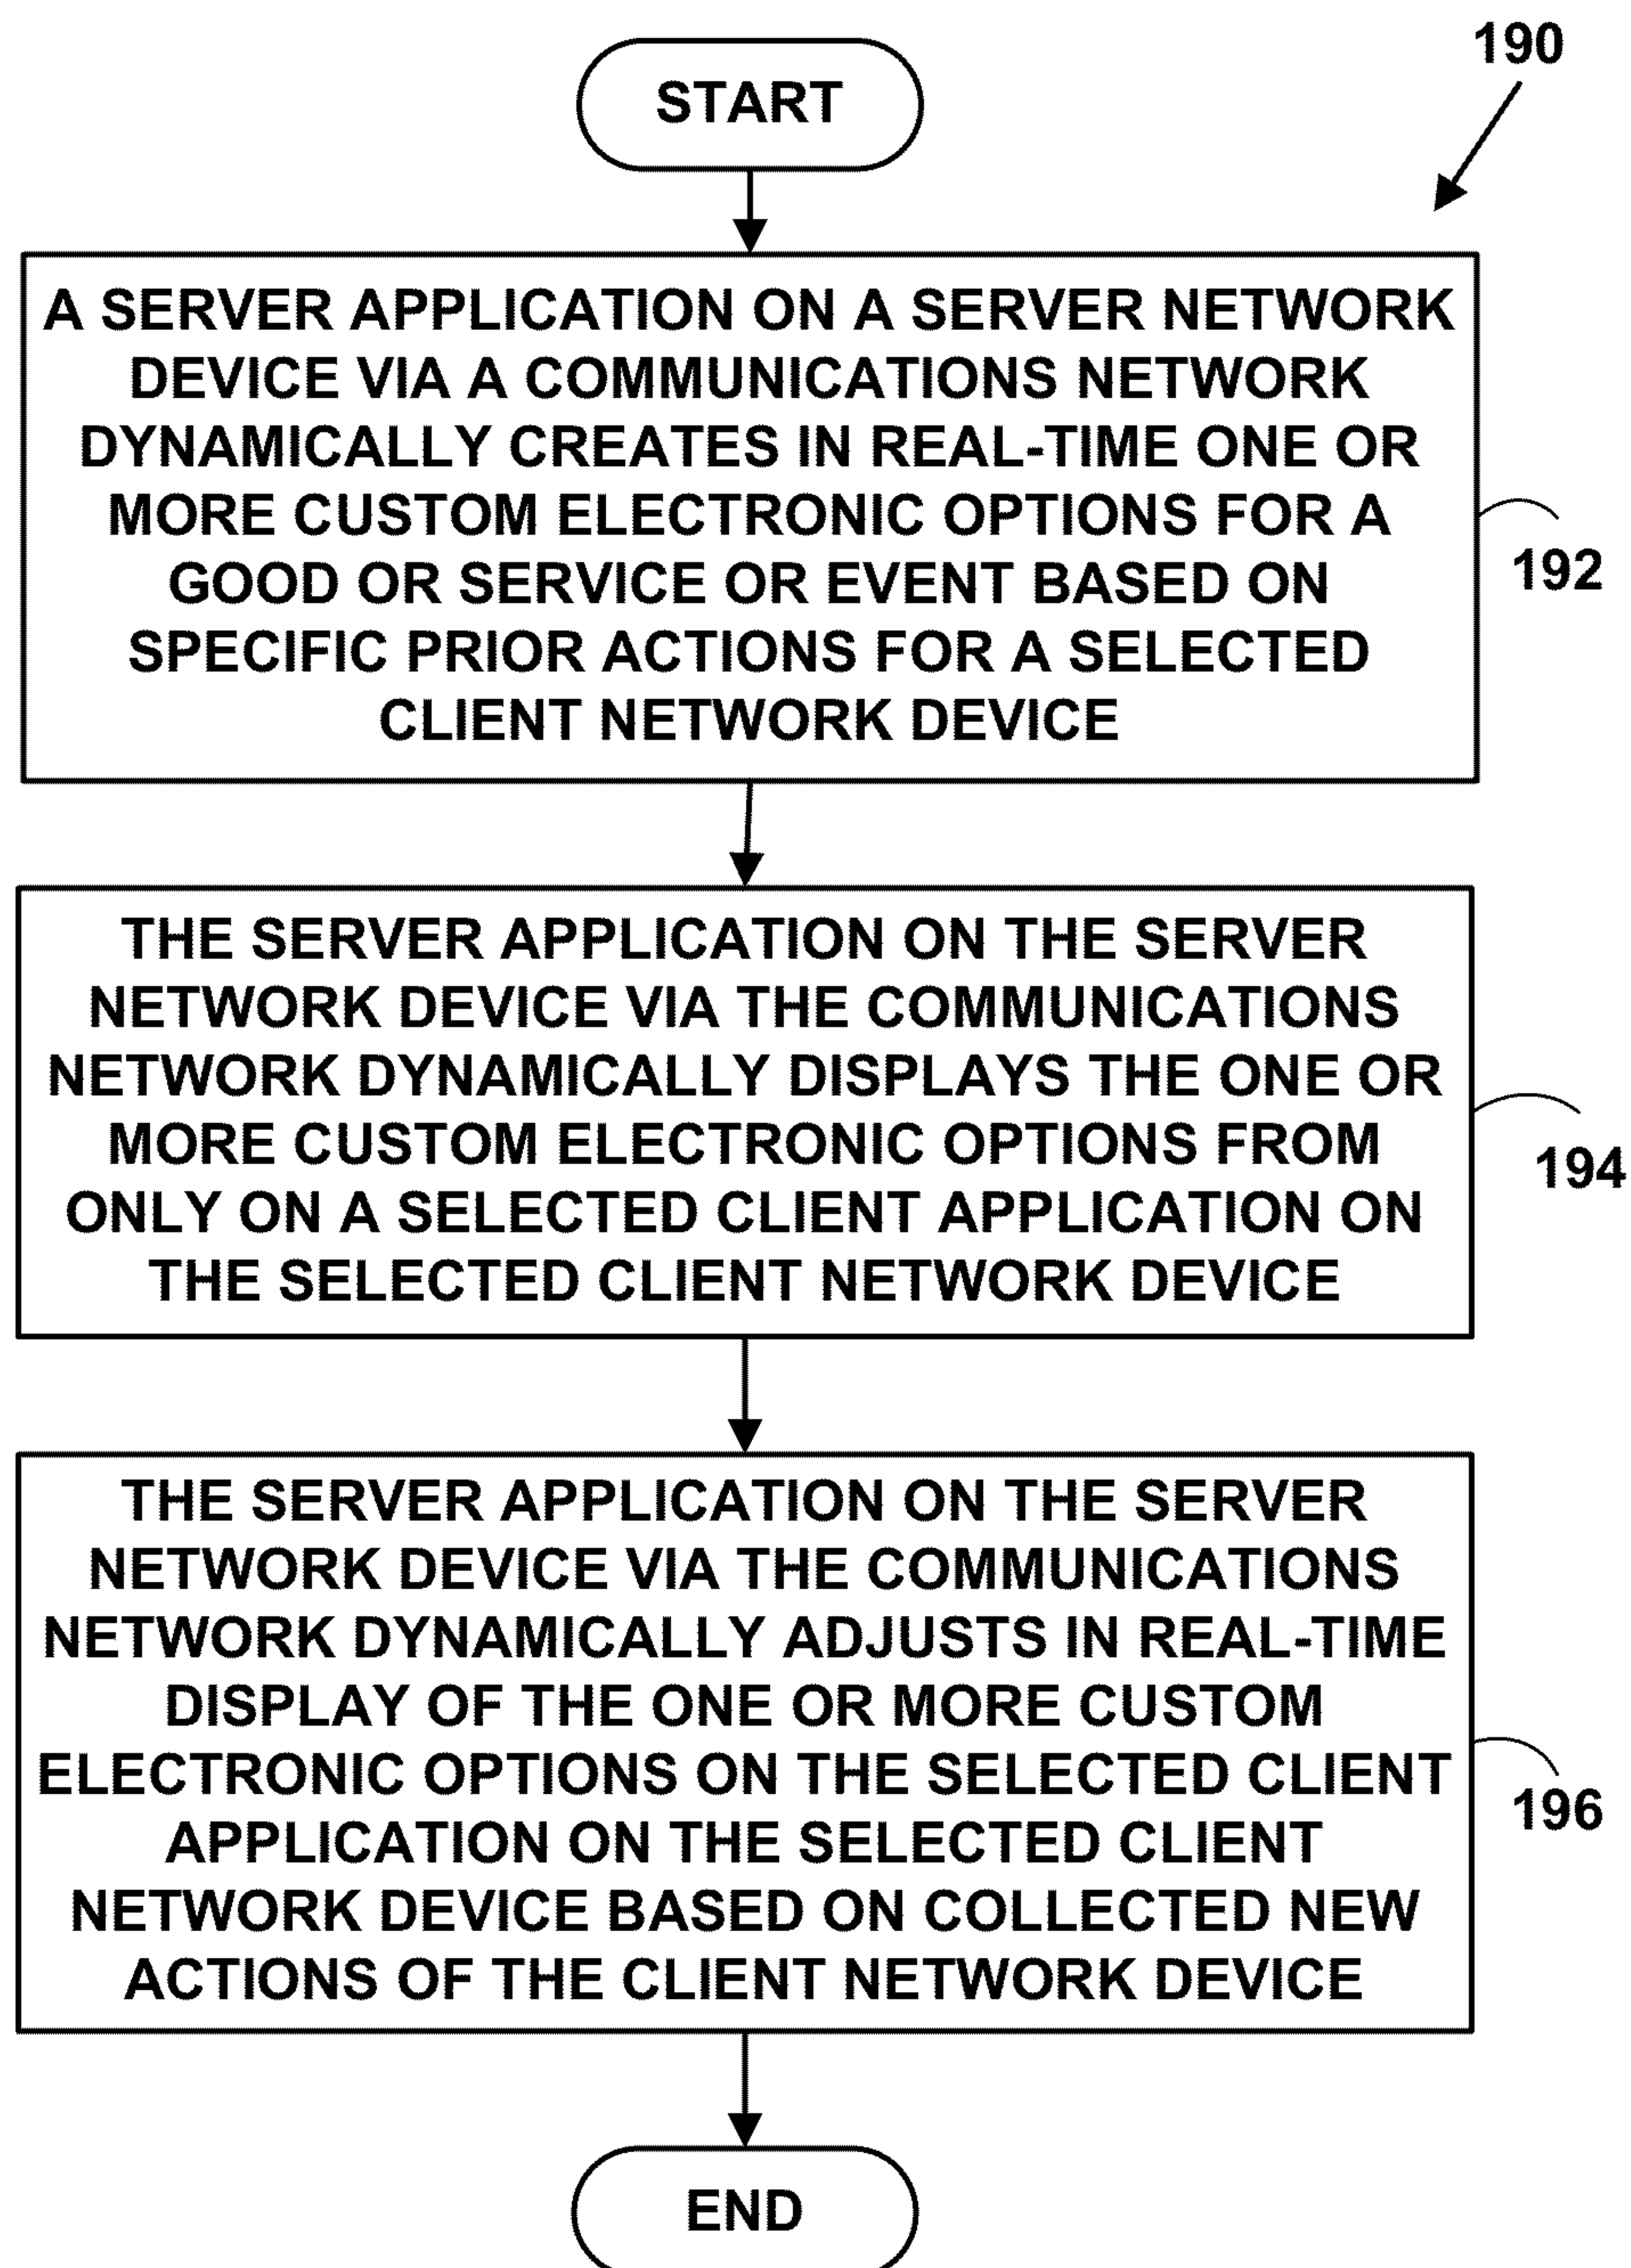 190
START
A SERVER APPLICATION ON A SERVER NETWORK
DEVICE VIA A COMMUNICATIONS NETWORK
DYNAMICALLY CREATES IN REAL-TIME ONE OR
MORE CUSTOM ELECTRONIC OPTIONS FOR A
GOOD OR SERVICE OR EVENT BASED ON
SPECIFIC PRIOR ACTIONS FOR A SELECTED
CLIENT NETWORK DEVICE
192
THE SERVER APPLICATION ON THE SERVER
NETWORK DEVICE VIA THE COMMUNICATIONS
NETWORK DYNAMICALLY DISPLAYS THE ONE OR
MORE CUSTOM ELECTRONIC OPTIONS FROM
ONLY ON A SELECTED CLIENT APPLICATION ON
THE SELECTED CLIENT NETWORK DEVICE
194
THE SERVER APPLICATION ON THE SERVER
NETWORK DEVICE VIA THE COMMUNICATIONS
NETWORK DYNAMICALLY ADJUSTS IN REAL-TIME
DISPLAY OF THE ONE OR MORE CUSTOM
ELECTRONIC OPTIONS ON THE SELECTED CLIENT
APPLICATION ON THE SELECTED CLIENT
NETWORK DEVICE BASED ON COLLECTED NEW
ACTIONS OF THE CLIENT NETWORK DEVICE
196
END